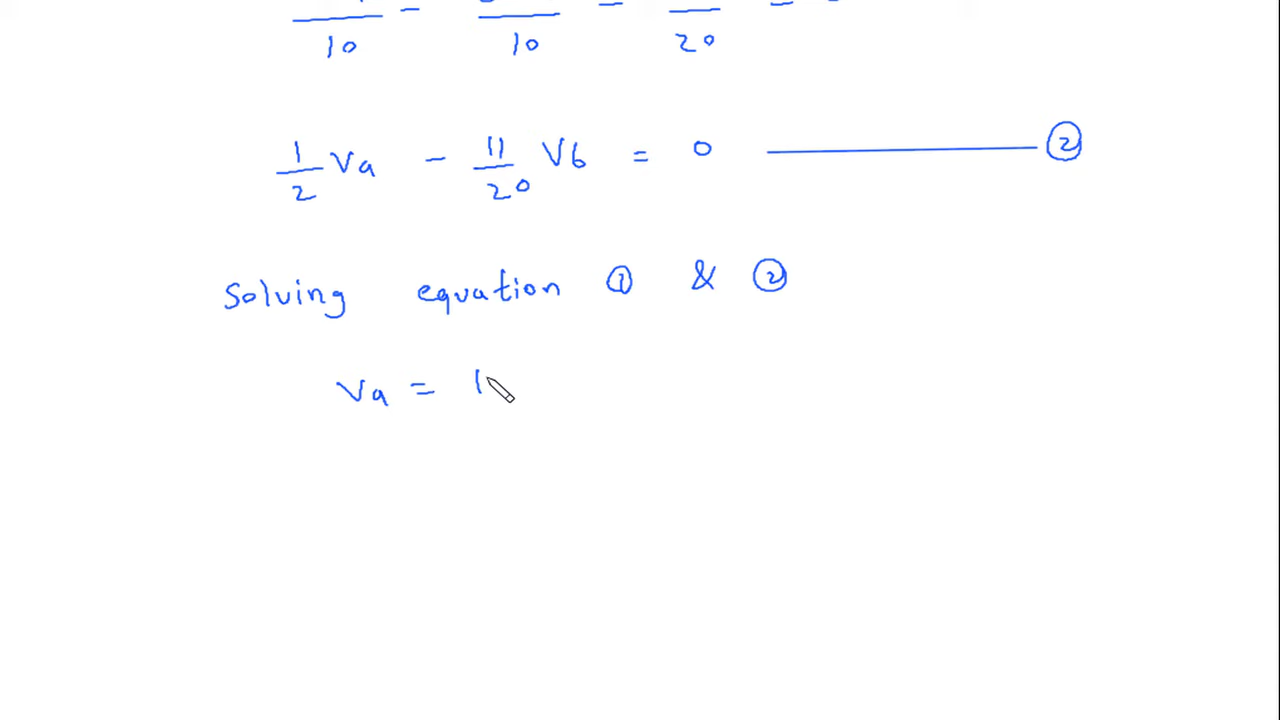 10 - 10 - 20 =
1/2 Va - 11/20 Vb = 0 ——— ②
Solving equation ① & ②
Va = 1